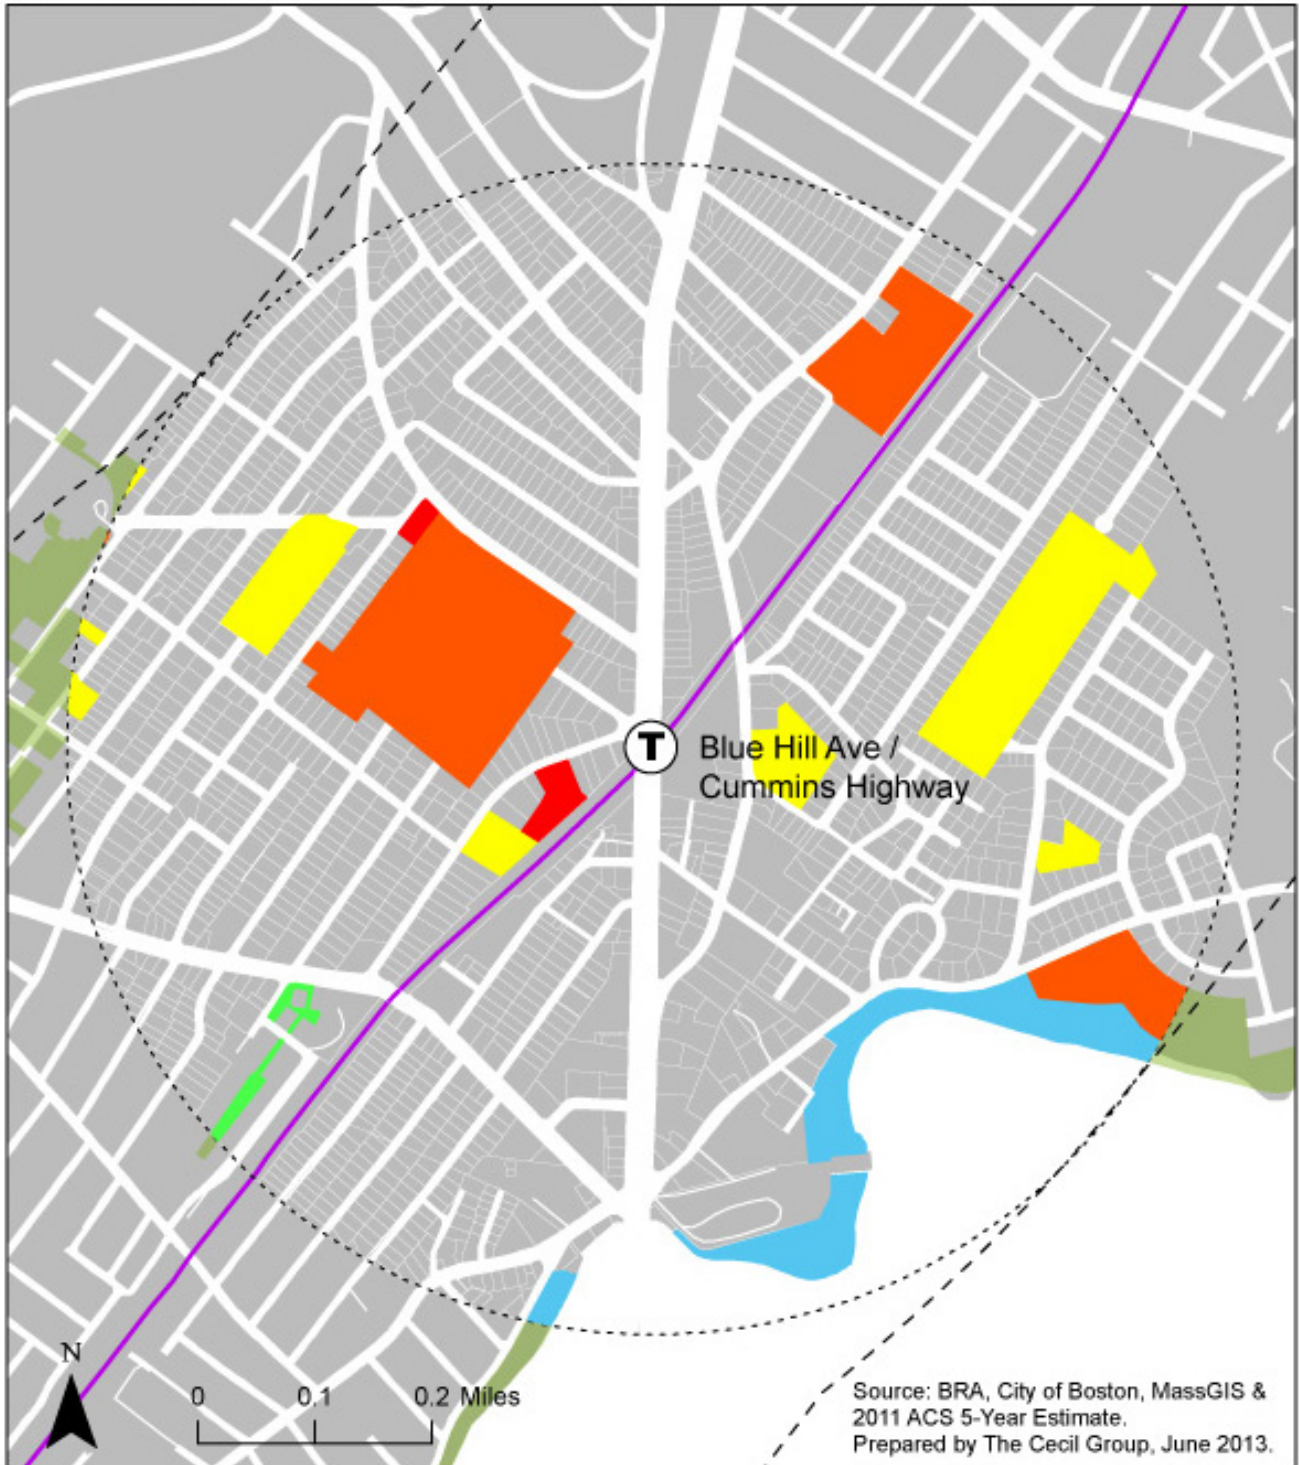 T
Blue Hill Ave /
Cummins Highway
N
0 0.1 0.2 Miles
Source: BRA, City of Boston, MassGIS &
2011 ACS 5-Year Estimate.
Prepared by The Cecil Group, June 2013.